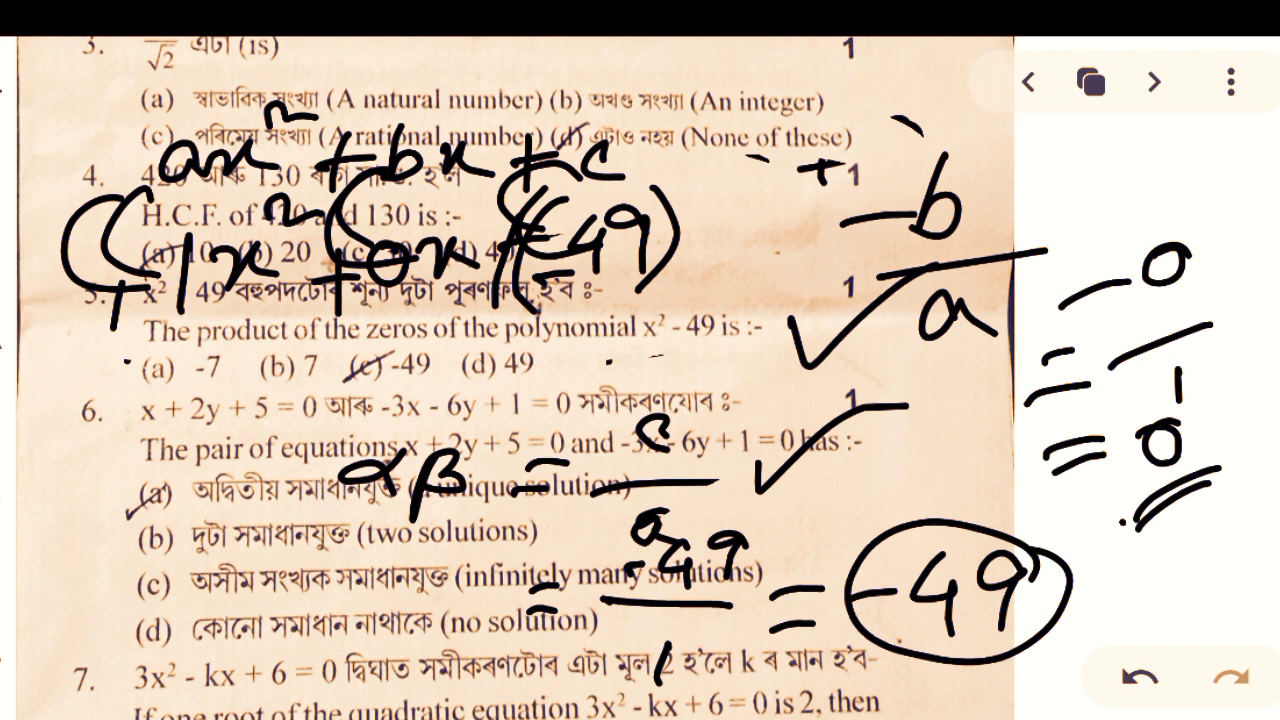 3. √2 এটা (is) 1
(a) স্বাভাৱিক সংখ্যা (A natural number) (b) অখণ্ড সংখ্যা (An integer)
(c) পৰিমেয় সংখ্যা (A rational number) (d) এটাও নহয় (None of these)
ax² + bx + c
4. 420 আৰু 130 হ'ল 1
H.C.F. of 420 and 130 is :-
(a) 10 (b) 20 (c) (d)
1x² + 0x + (-49)
-b
a
= -0
1
= 0
5. x² 49 বহুপদটোৰ শূন্য দুটা পূৰণফল হ'ব ঃ- 1
The product of the zeros of the polynomial x² - 49 is :-
(a) -7 (b) 7 (c) -49 (d) 49
6. x + 2y + 5 = 0 আৰু -3x - 6y + 1 = 0 সমীকৰণযোৰ ঃ- 1
The pair of equations x + 2y + 5 = 0 and -3x - 6y + 1 = 0 has :-
αβ = c
a
(a) অদ্বিতীয় সমাধানযুক্ত (a unique solution)
(b) দুটা সমাধানযুক্ত (two solutions)
= -49 = -49
(c) অসীম সংখ্যক সমাধানযুক্ত (infinitely many solutions)
(d) কোনো সমাধান নাথাকে (no solution)
7. 3x² - kx + 6 = 0 দ্বিঘাত সমীকৰণটোৰ এটা মূল 2 হ'লে k ৰ মান হ'ব-
If one root of the quadratic equation 3x² - kx + 6 = 0 is 2, then